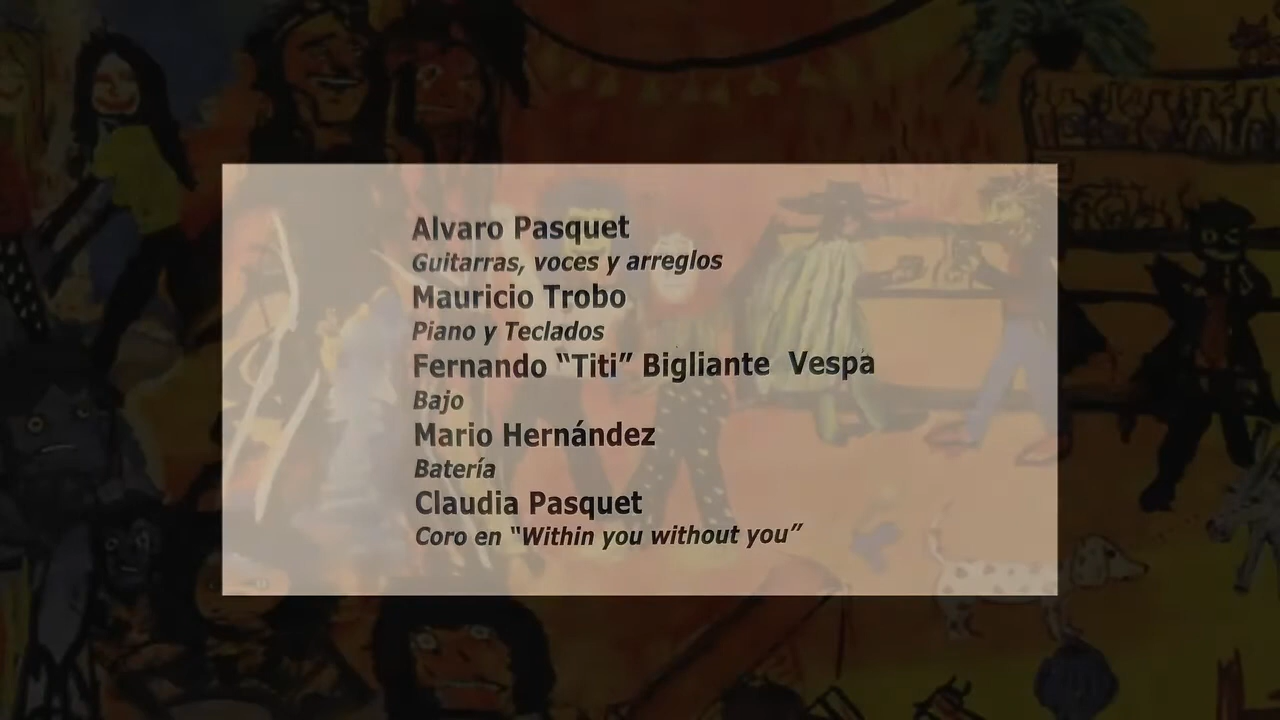 Alvaro Pasquet
Guitarras, voces y arreglos
Mauricio Trobo
Piano y Teclados
Fernando “Titi” Bigliante Vespa
Bajo
Mario Hernández
Batería
Claudia Pasquet
Coro en “Within you without you”